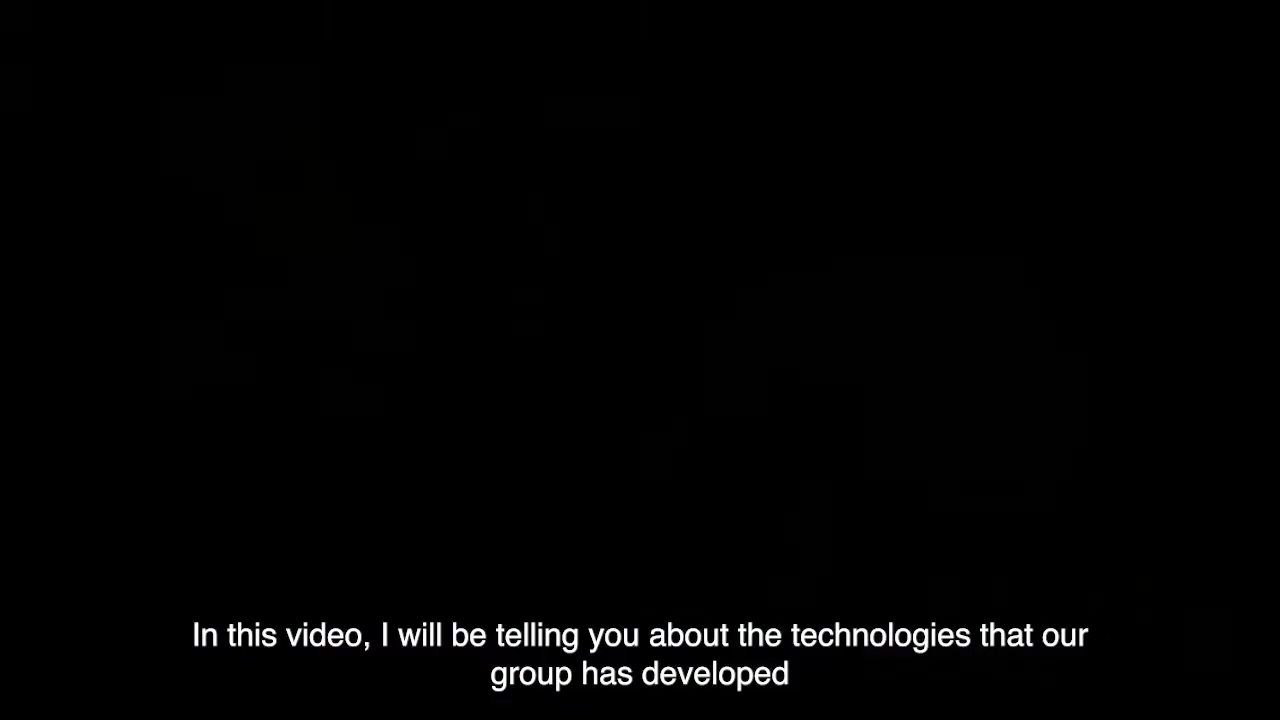 In this video, I will be telling you about the technologies that our
group has developed